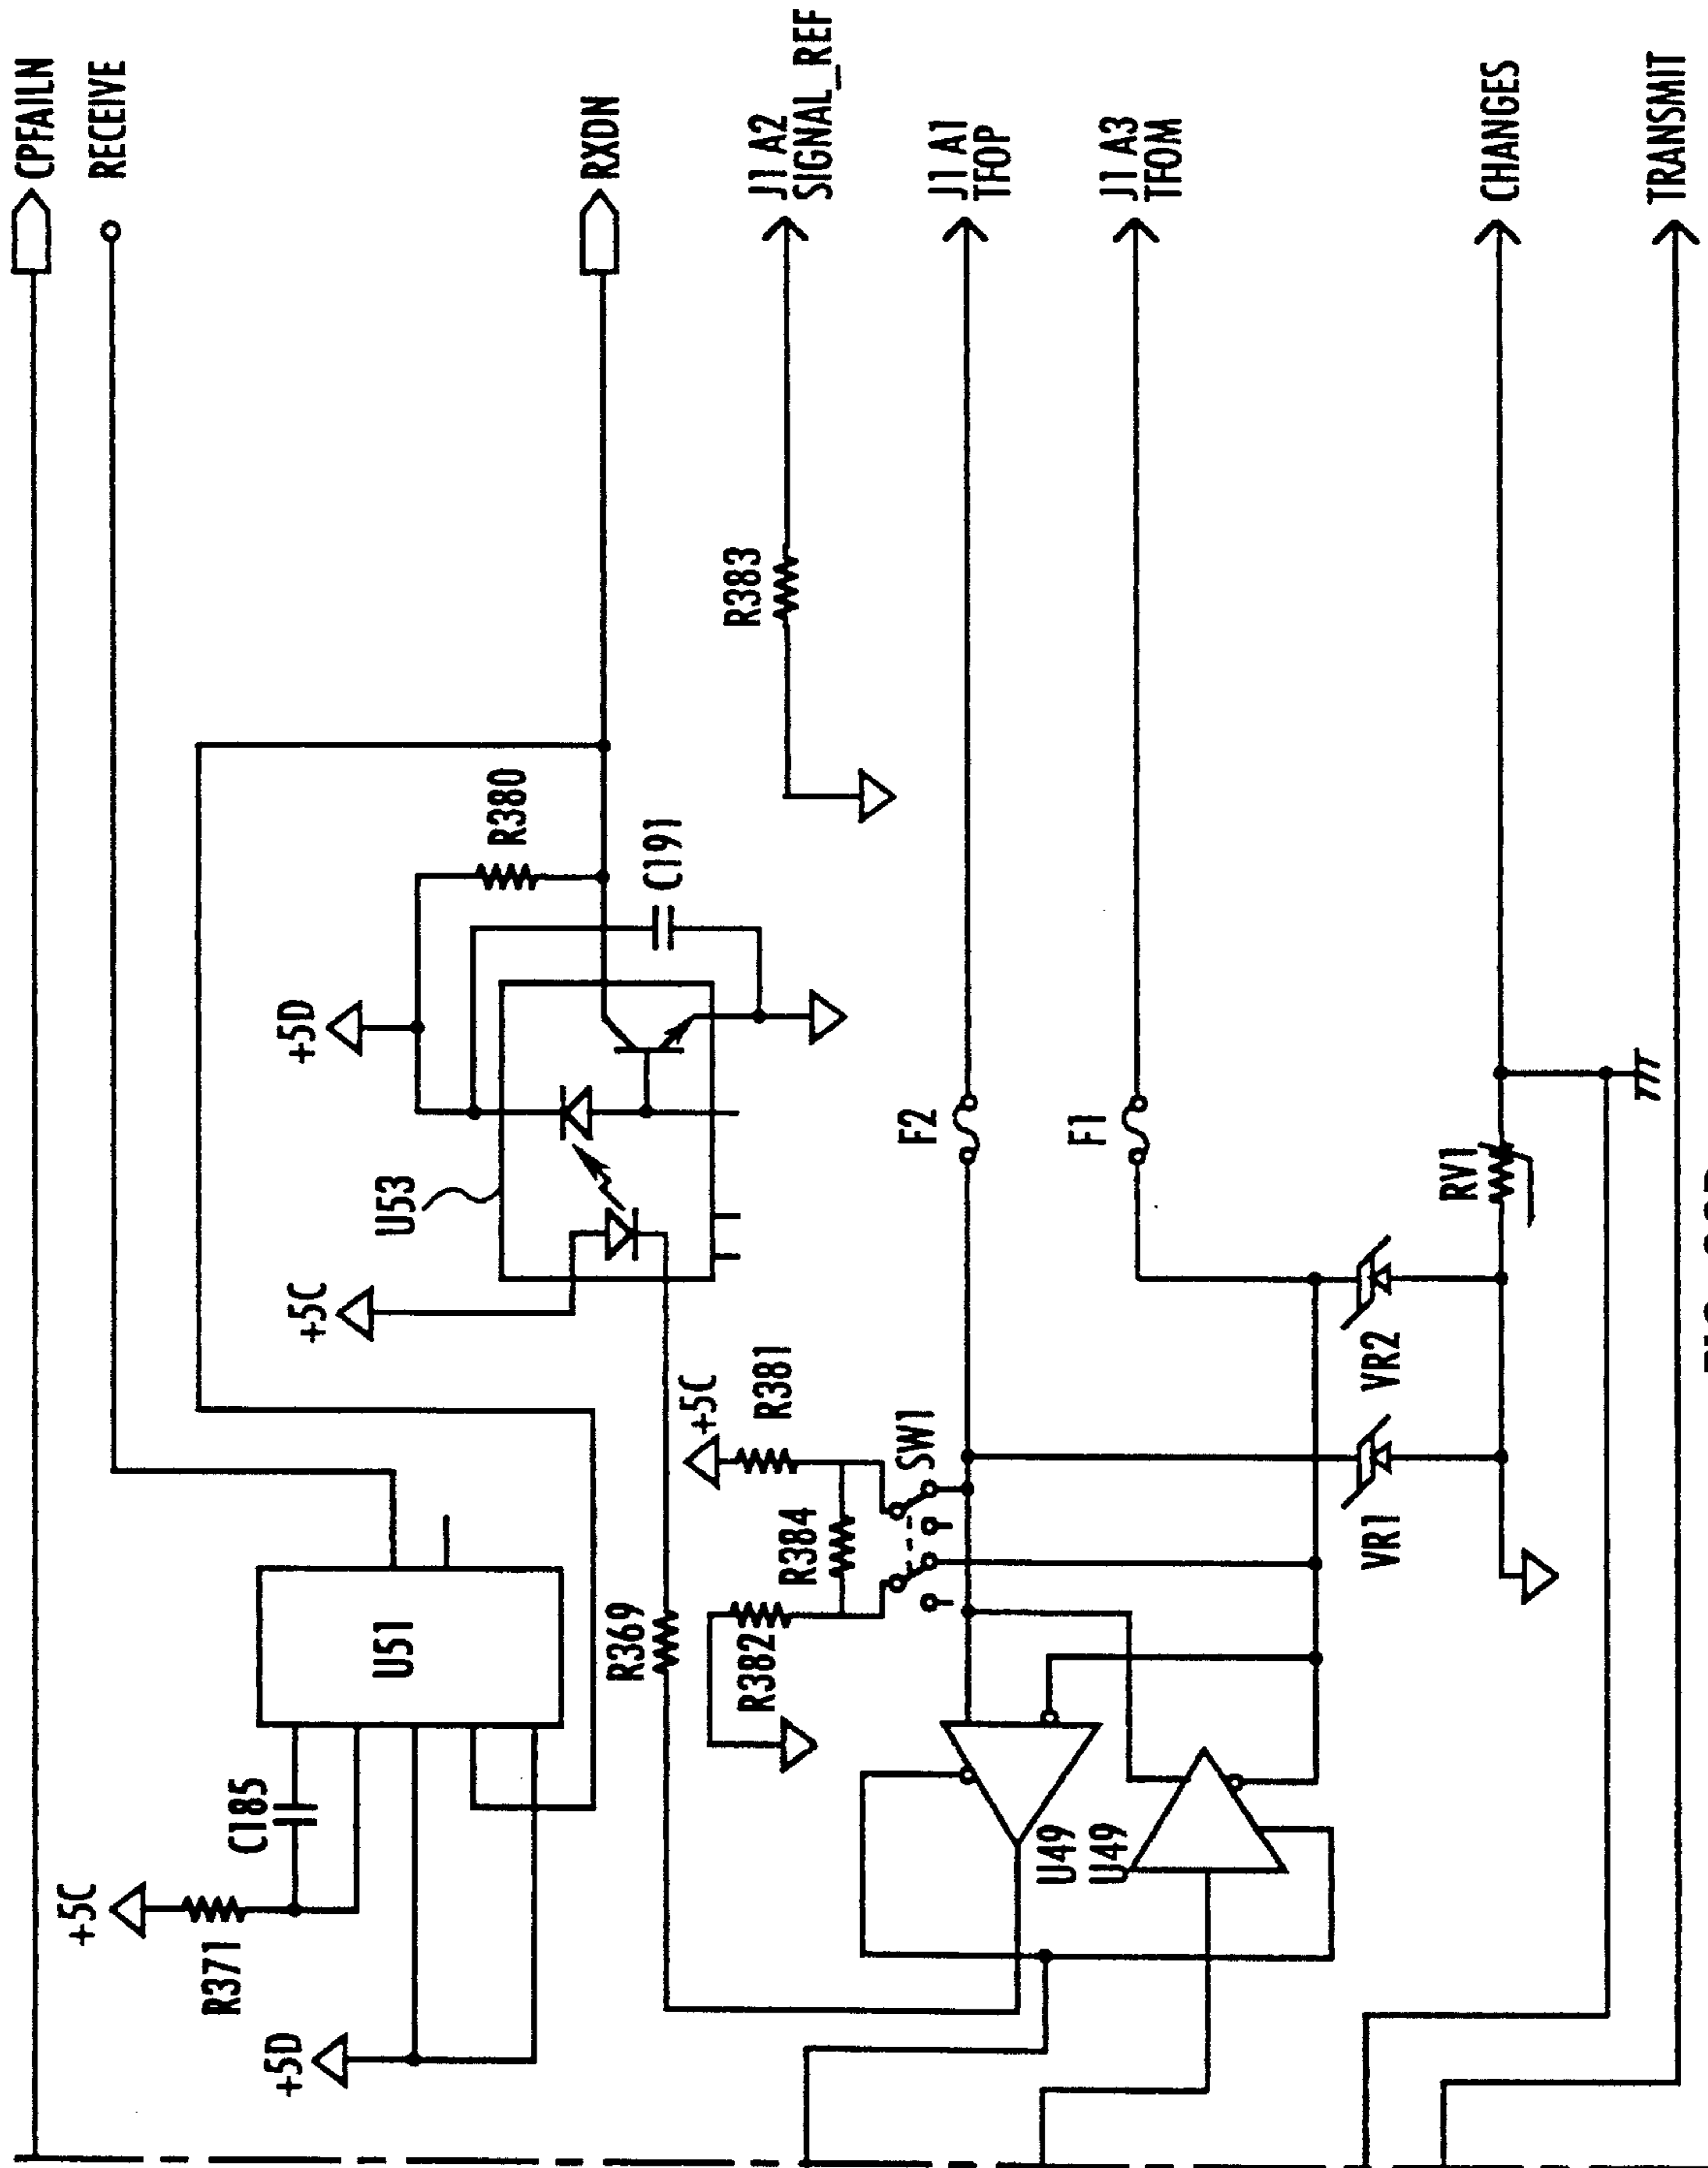 CPFAILN
RECEIVE
RXDN
J1 A2
SIGNAL_REF
J1 A1
TFOP
J1 A3
TFOM
CHANGES
TRANSMIT
+5C
R371
C185
+5D
U51
+5D
R380
C191
U53
+5C
R369
R383
+5C
R381
R384
R382
SW1
F2
F1
U49
U49
VR1
VR2
RV1